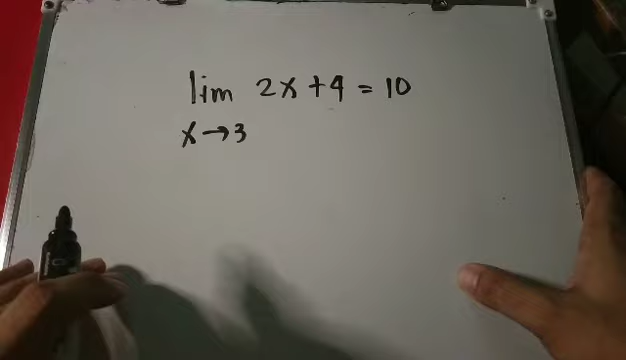 lim 2x+4 = 10
x→3